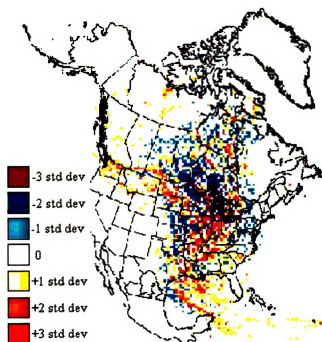 -3 std dev
-2 std dev
-1 std dev
0
+1 std dev
+2 std dev
+3 std dev